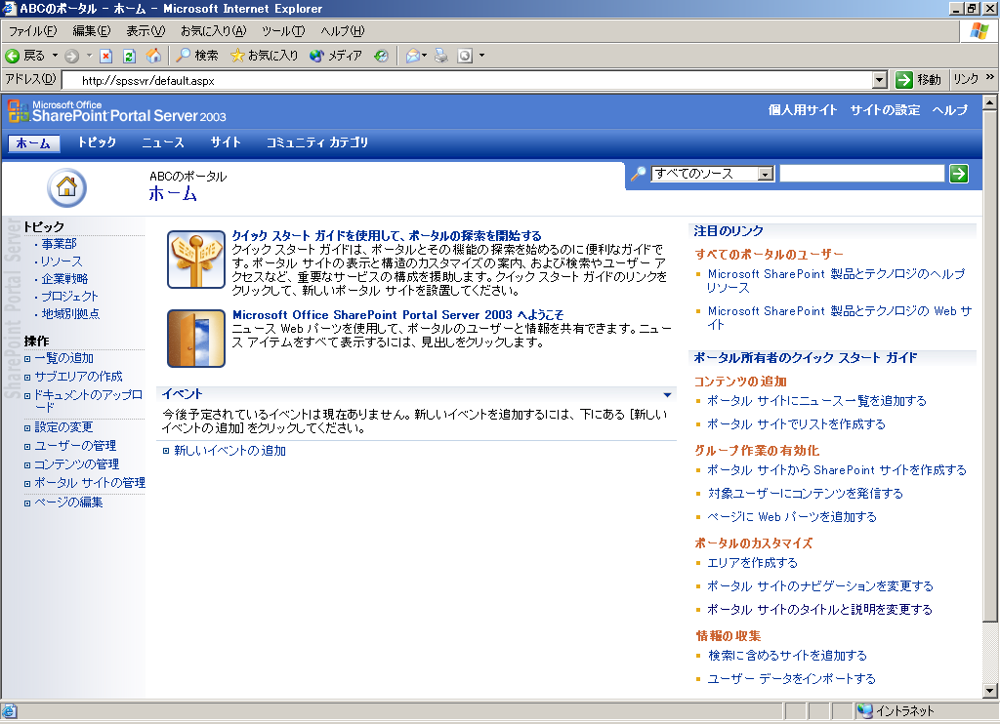 ABCのポータル - ホーム - Microsoft Internet Explorer
ファイル(F) 編集(E) 表示(V) お気に入り(A) ツール(T) ヘルプ(H)
戻る 検索 お気に入り メディア
アドレス(D) http://spssvr/default.aspx 移動 リンク »
Microsoft Office
SharePoint Portal Server 2003
個人用サイト サイトの設定 ヘルプ
ホーム トピック ニュース サイト コミュニティ カテゴリ
ABCのポータル
ホーム
すべてのソース
SharePoint Portal Server
トピック
・事業部
・リソース
・企業戦略
・プロジェクト
・地域別拠点
操作
一覧の追加
サブエリアの作成
ドキュメントのアップロ
ード
設定の変更
ユーザーの管理
コンテンツの管理
ポータル サイトの管理
ページの編集
クイック スタート ガイドを使用して、ポータルの探索を開始する
クイック スタート ガイドは、ポータルとその機能の探索を始めるのに便利なガイドで
す。ポータル サイトの表示と構造のカスタマイズの案内、および検索やユーザー ア
クセスなど、重要なサービスの構成を援助します。クイック スタート ガイドのリンクを
クリックして、新しいポータル サイトを設置してください。
Microsoft Office SharePoint Portal Server 2003 へようこそ
ニュース Web パーツを使用して、ポータルのユーザーと情報を共有できます。ニュー
ス アイテムをすべて表示するには、見出しをクリックします。
イベント
今後予定されているイベントは現在ありません。新しいイベントを追加するには、下にある [新しい
イベントの追加] をクリックしてください。
新しいイベントの追加
注目のリンク
すべてのポータルのユーザー
Microsoft SharePoint 製品とテクノロジのヘルプ
リソース
Microsoft SharePoint 製品とテクノロジの Web サ
イト
ポータル所有者のクイック スタート ガイド
コンテンツの追加
ポータル サイトにニュース一覧を追加する
ポータル サイトでリストを作成する
グループ作業の有効化
ポータル サイトから SharePoint サイトを作成する
対象ユーザーにコンテンツを発信する
ページに Web パーツを追加する
ポータルのカスタマイズ
エリアを作成する
ポータル サイトのナビゲーションを変更する
ポータル サイトのタイトルと説明を変更する
情報の収集
検索に含めるサイトを追加する
ユーザー データをインポートする
イントラネット